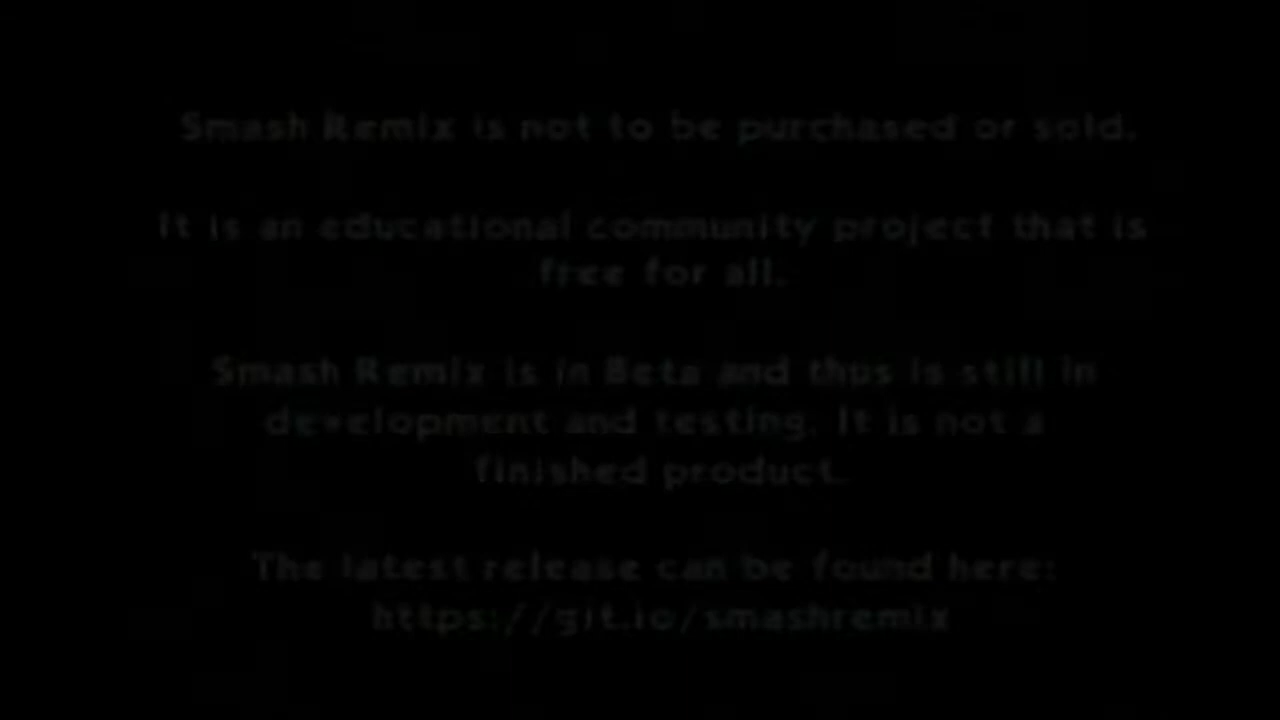 Smash Remix is not to be purchased or sold.
It is an educational community project that is
free for all.
Smash Remix is in Beta and thus is still in
development and testing. It is not a
finished product.
The latest release can be found here:
https://git.io/smashremix